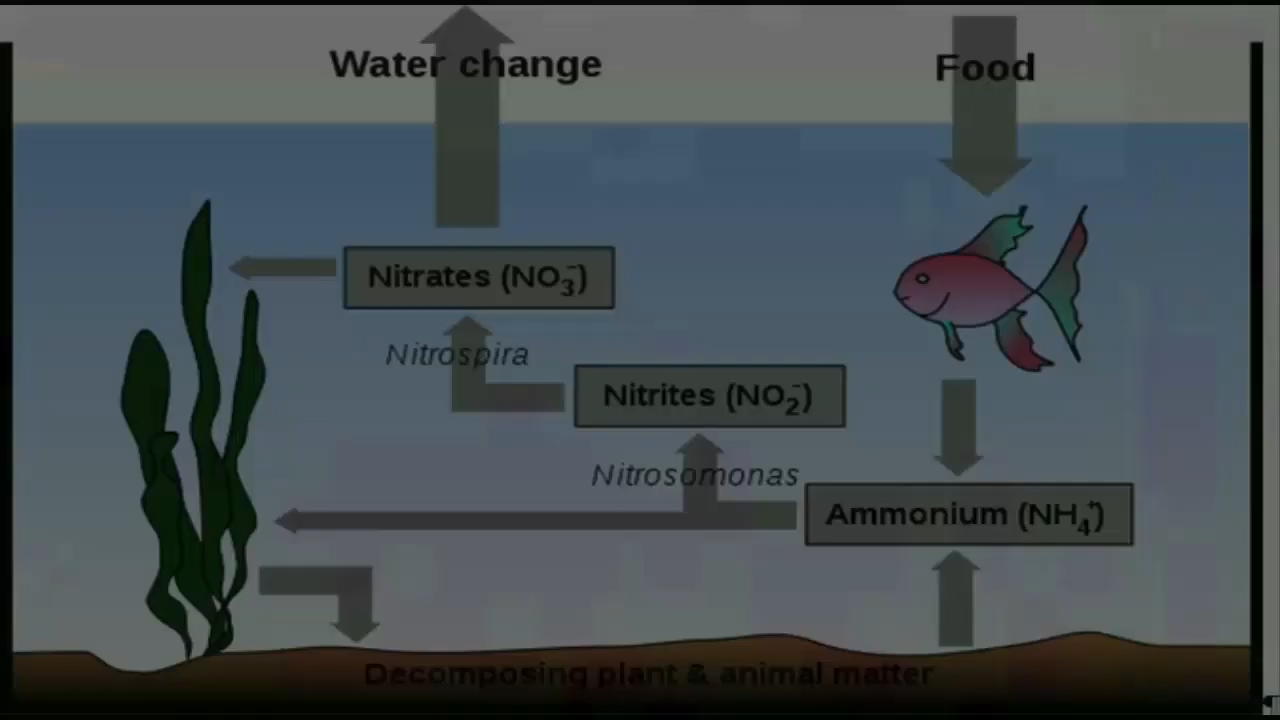 Water change
Food
Nitrates (NO₃⁻)
Nitrospira
Nitrites (NO₂⁻)
Nitrosomonas
Ammonium (NH₄⁺)
Decomposing plant & animal matter